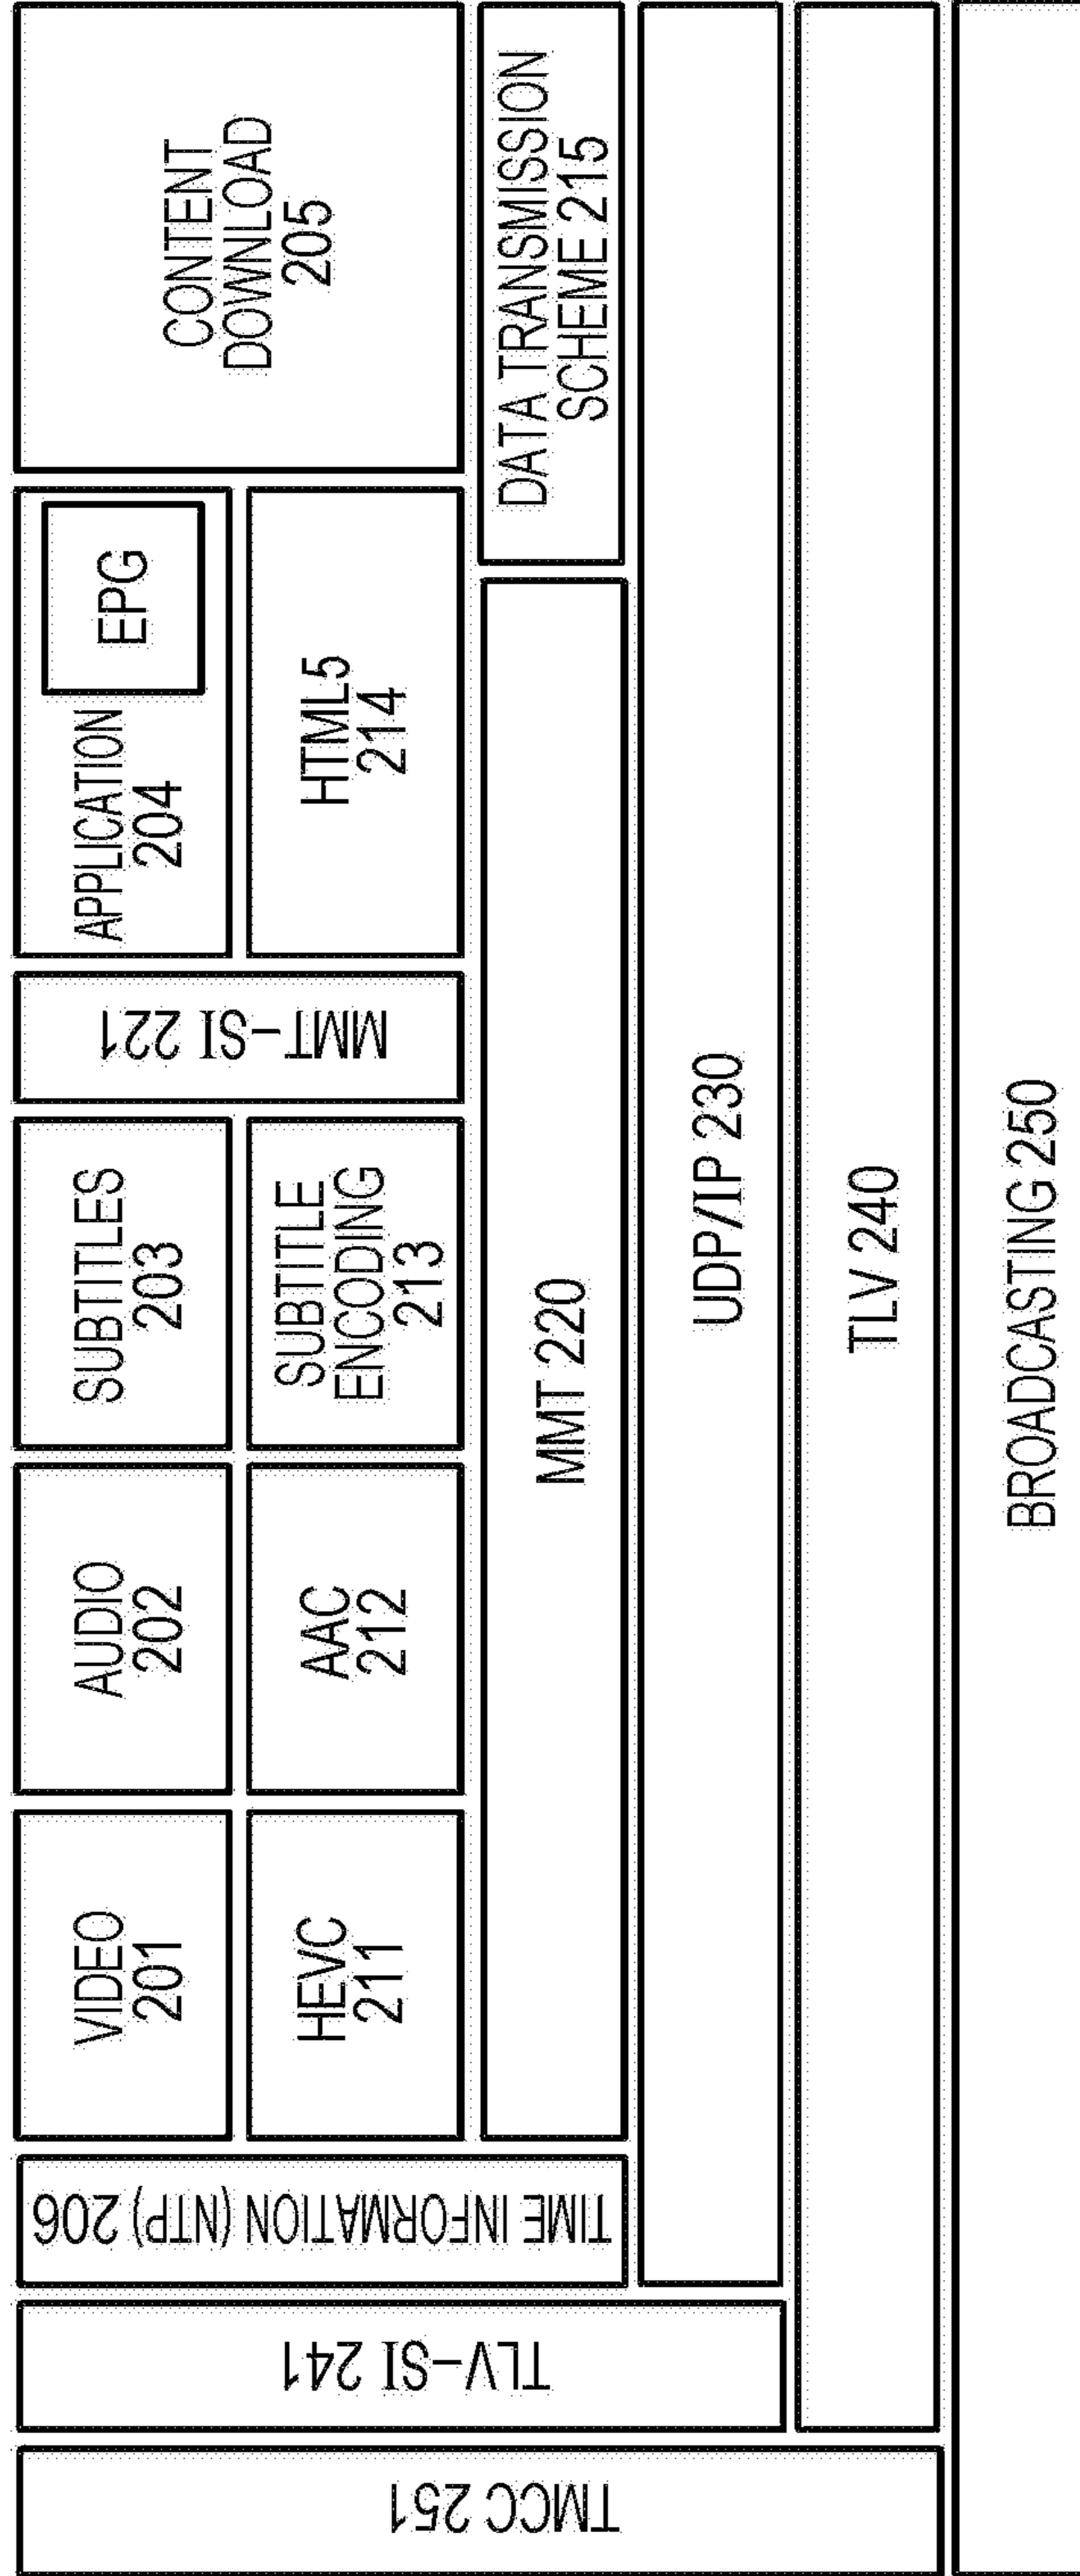 TMCC 251
TLV-SI 241
TIME INFORMATION (NTP) 206
VIDEO
201
AUDIO
202
SUBTITLES
203
MMT-SI 221
APPLICATION
204
EPG
CONTENT
DOWNLOAD
205
HEVC
211
AAC
212
SUBTITLE
ENCODING
213
HTML5
214
MMT 220
DATA TRANSMISSION
SCHEME 215
UDP/IP 230
TLV 240
BROADCASTING 250